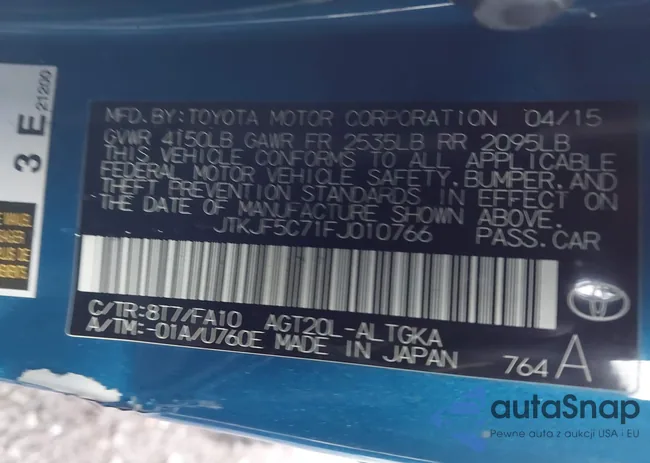 3 E
21200
MFD. BY: TOYOTA MOTOR CORPORATION 04/15
GVWR 4150LB GAWR FR 2535LB RR 2095LB
THIS VEHICLE CONFORMS TO ALL APPLICABLE
FEDERAL MOTOR VEHICLE SAFETY, BUMPER, AND
THEFT PREVENTION STANDARDS IN EFFECT ON
THE DATE OF MANUFACTURE SHOWN ABOVE.
JTKJF5C71FJ010766 PASS. CAR
C/TR:8T7/FA10 AGT20L-ALTGKA
A/TM:-01A/U760E MADE IN JAPAN
764 A
autaSnap
Pewne auta z aukcji USA i EU